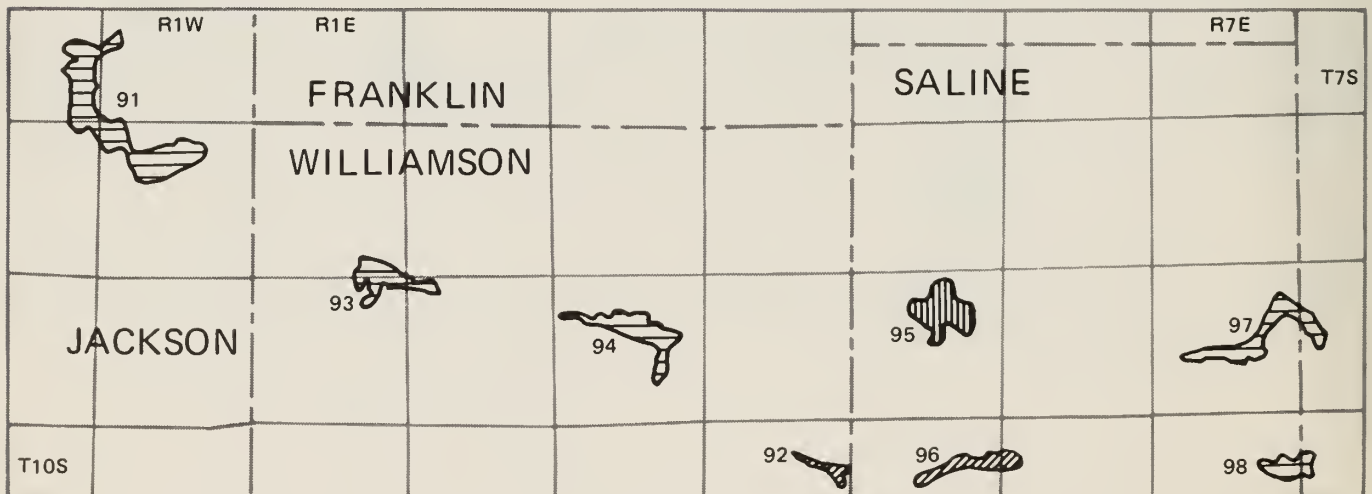 R1W R1E R7E
SALINE T7S
91 FRANKLIN
WILLIAMSON
93
95 97
JACKSON 94
T10S 92 96 98